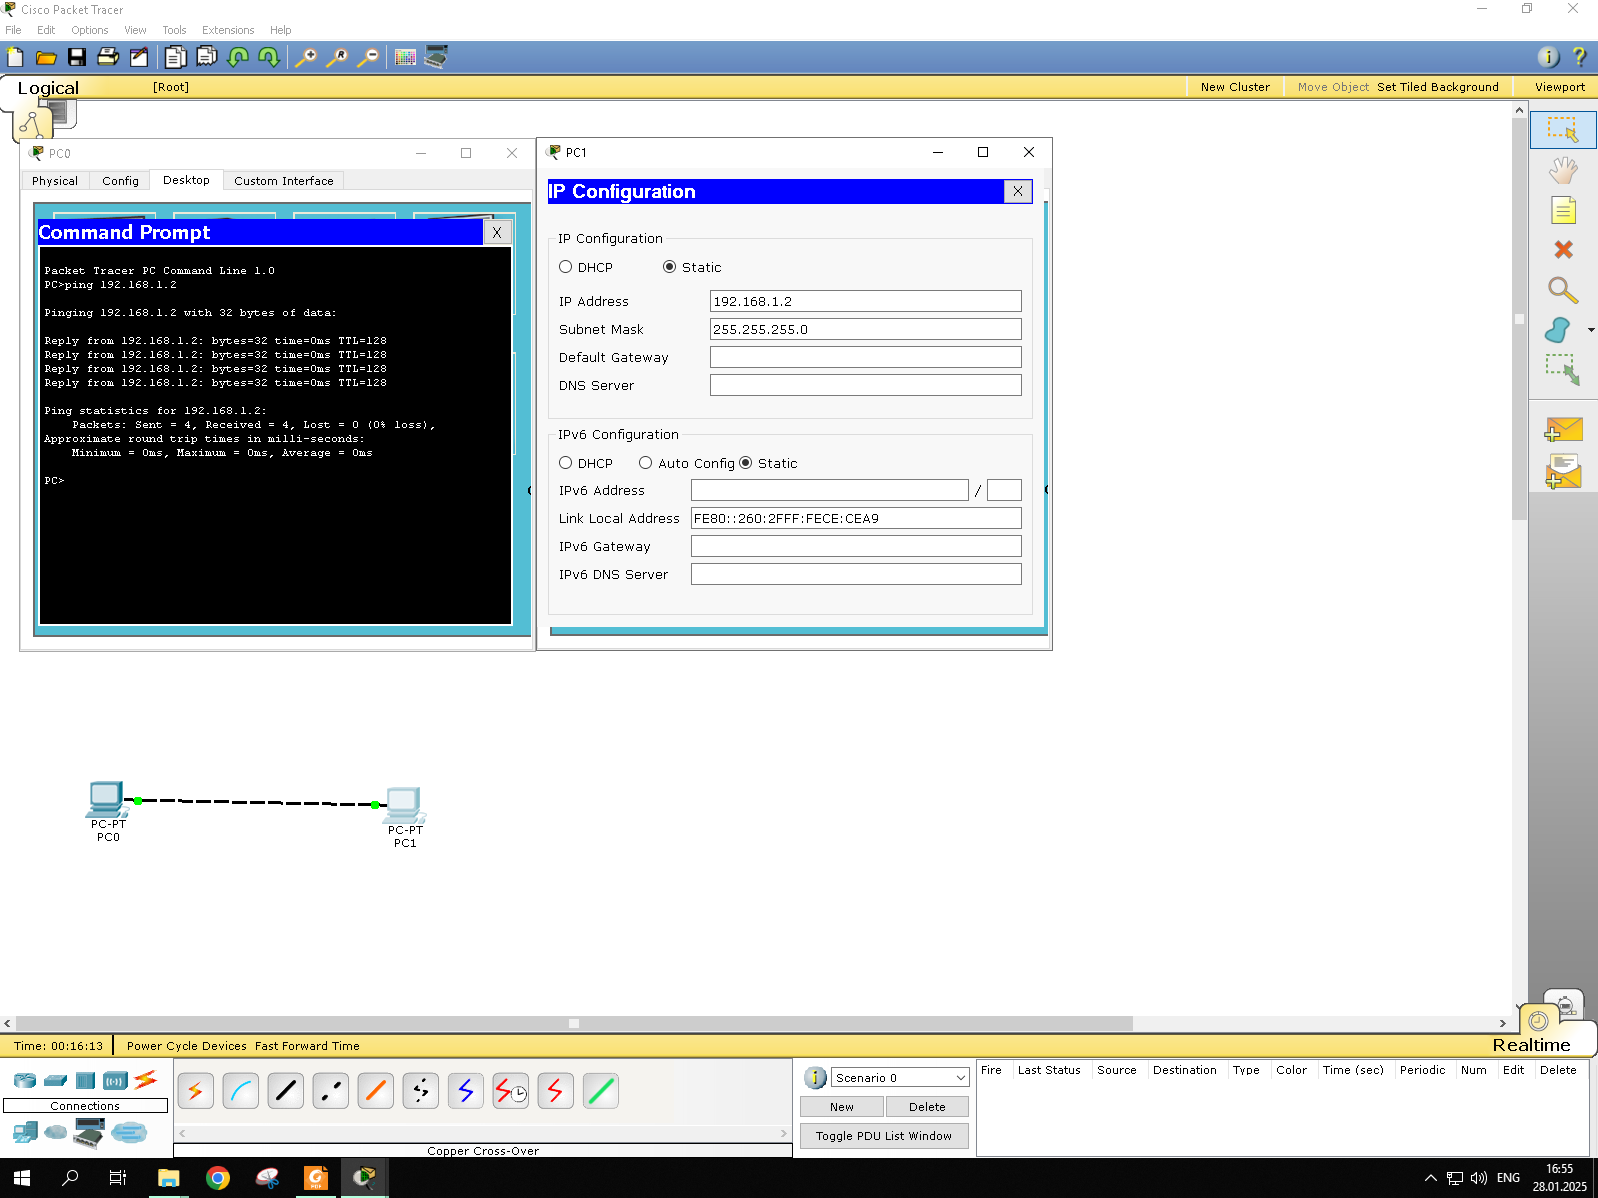 Cisco Packet Tracer
File Edit Options View Tools Extensions Help
Logical [Root] New Cluster Move Object Set Tiled Background Viewport
PC0
Physical Config Desktop Custom Interface
Command Prompt X
Packet Tracer PC Command Line 1.0
PC>ping 192.168.1.2
Pinging 192.168.1.2 with 32 bytes of data:
Reply from 192.168.1.2: bytes=32 time=0ms TTL=128
Reply from 192.168.1.2: bytes=32 time=0ms TTL=128
Reply from 192.168.1.2: bytes=32 time=0ms TTL=128
Reply from 192.168.1.2: bytes=32 time=0ms TTL=128
Ping statistics for 192.168.1.2:
Packets: Sent = 4, Received = 4, Lost = 0 (0% loss),
Approximate round trip times in milli-seconds:
Minimum = 0ms, Maximum = 0ms, Average = 0ms
PC>
PC1
IP Configuration X
IP Configuration
DHCP Static
IP Address 192.168.1.2
Subnet Mask 255.255.255.0
Default Gateway
DNS Server
IPv6 Configuration
DHCP Auto Config Static
IPv6 Address /
Link Local Address FE80::260:2FFF:FECE:CEA9
IPv6 Gateway
IPv6 DNS Server
PC-PT
PC0
PC-PT
PC1
Time: 00:16:13 Power Cycle Devices Fast Forward Time
Realtime
Connections
Copper Cross-Over
Scenario 0
New Delete
Toggle PDU List Window
Fire Last Status Source Destination Type Color Time (sec) Periodic Num Edit Delete
ENG
16:55
28.01.2025